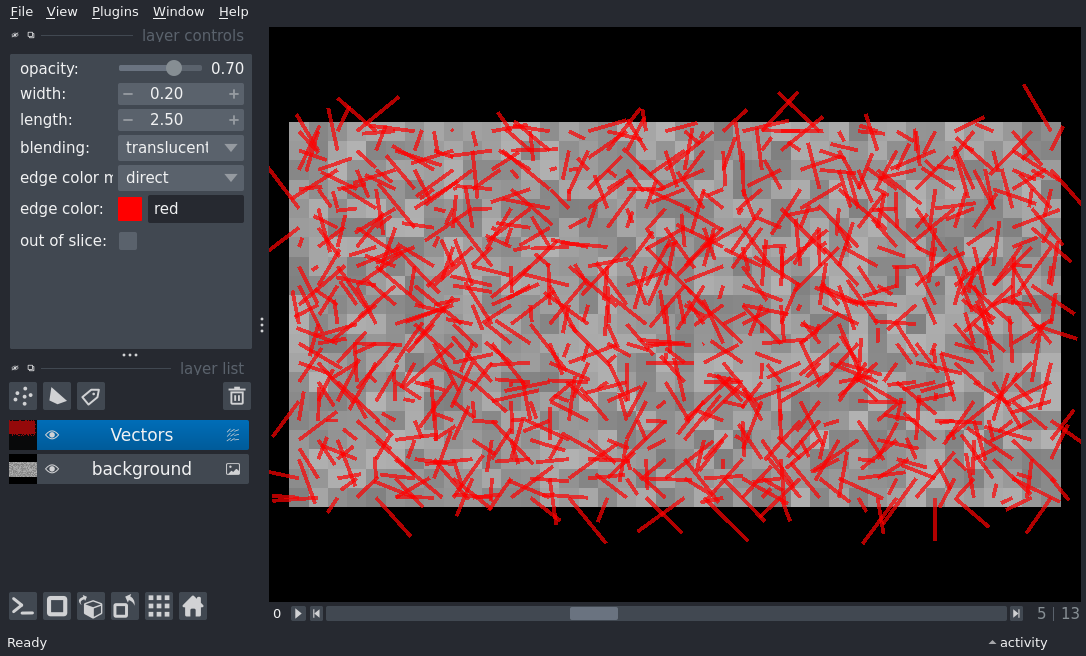 File View Plugins Window Help
layer controls
opacity: 0.70
width: 0.20
length: 2.50
blending: translucent
edge color m direct
edge color: red
out of slice:
layer list
Vectors
background
0 5 | 13
Ready activity